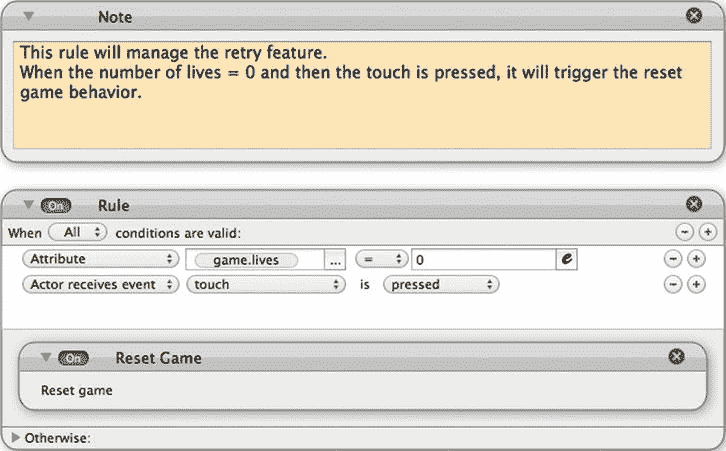 Note
This rule will manage the retry feature.
When the number of lives = 0 and then the touch is pressed, it will trigger the reset
game behavior.
On Rule
When All conditions are valid:
Attribute game.lives ... = 0 e
Actor receives event touch is pressed
On Reset Game
Reset game
Otherwise: